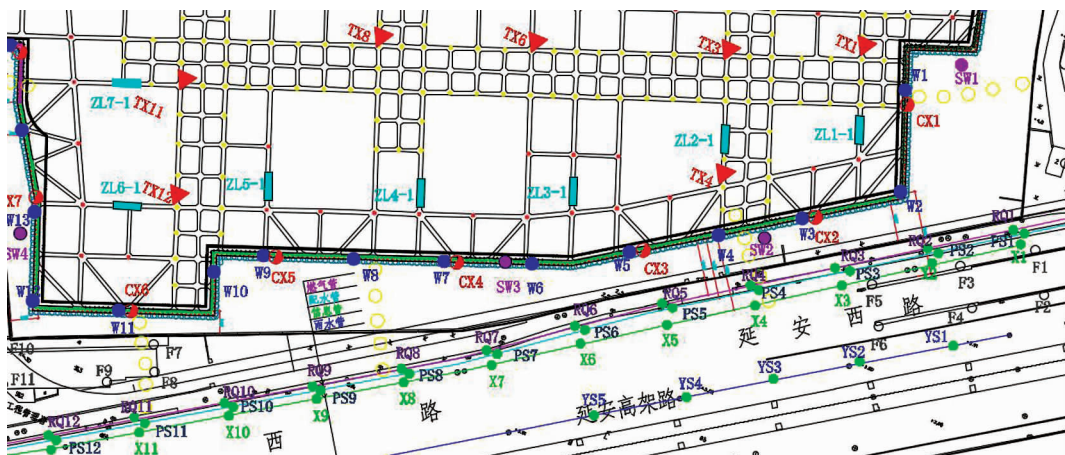 TX8
TX6
TX3
TX1
W1
SW1
CX1
ZL7-1
TX11
ZL2-1
ZL1-1
TX4
X7
ZL6-1
TX12
ZL5-1
ZL4-1
ZL3-1
W2
W13
SW4
W3
CX2
RQ1
PS1
X1
F1
W4
RQ2
PS2
W9
CX5
W8
W7
CX4
SW3
W6
W5
CX3
SW2
RQ3
PS3
X3
F3
F5
F2
F4
W10
CX6
W11
雨水管
RQ4
PS4
X4
RQ5
PS5
X5
延安西路
F6
RQ6
PS6
X6
YS1
YS2
YS3
YS4
YS5
F10
F7
F9
F8
F11
RQ7
PS7
X7
RQ8
PS8
X8
RQ9
PS9
X9
延安高架路
路
西
RQ10
PS10
X10
RQ11
PS11
X11
RQ12
PS12